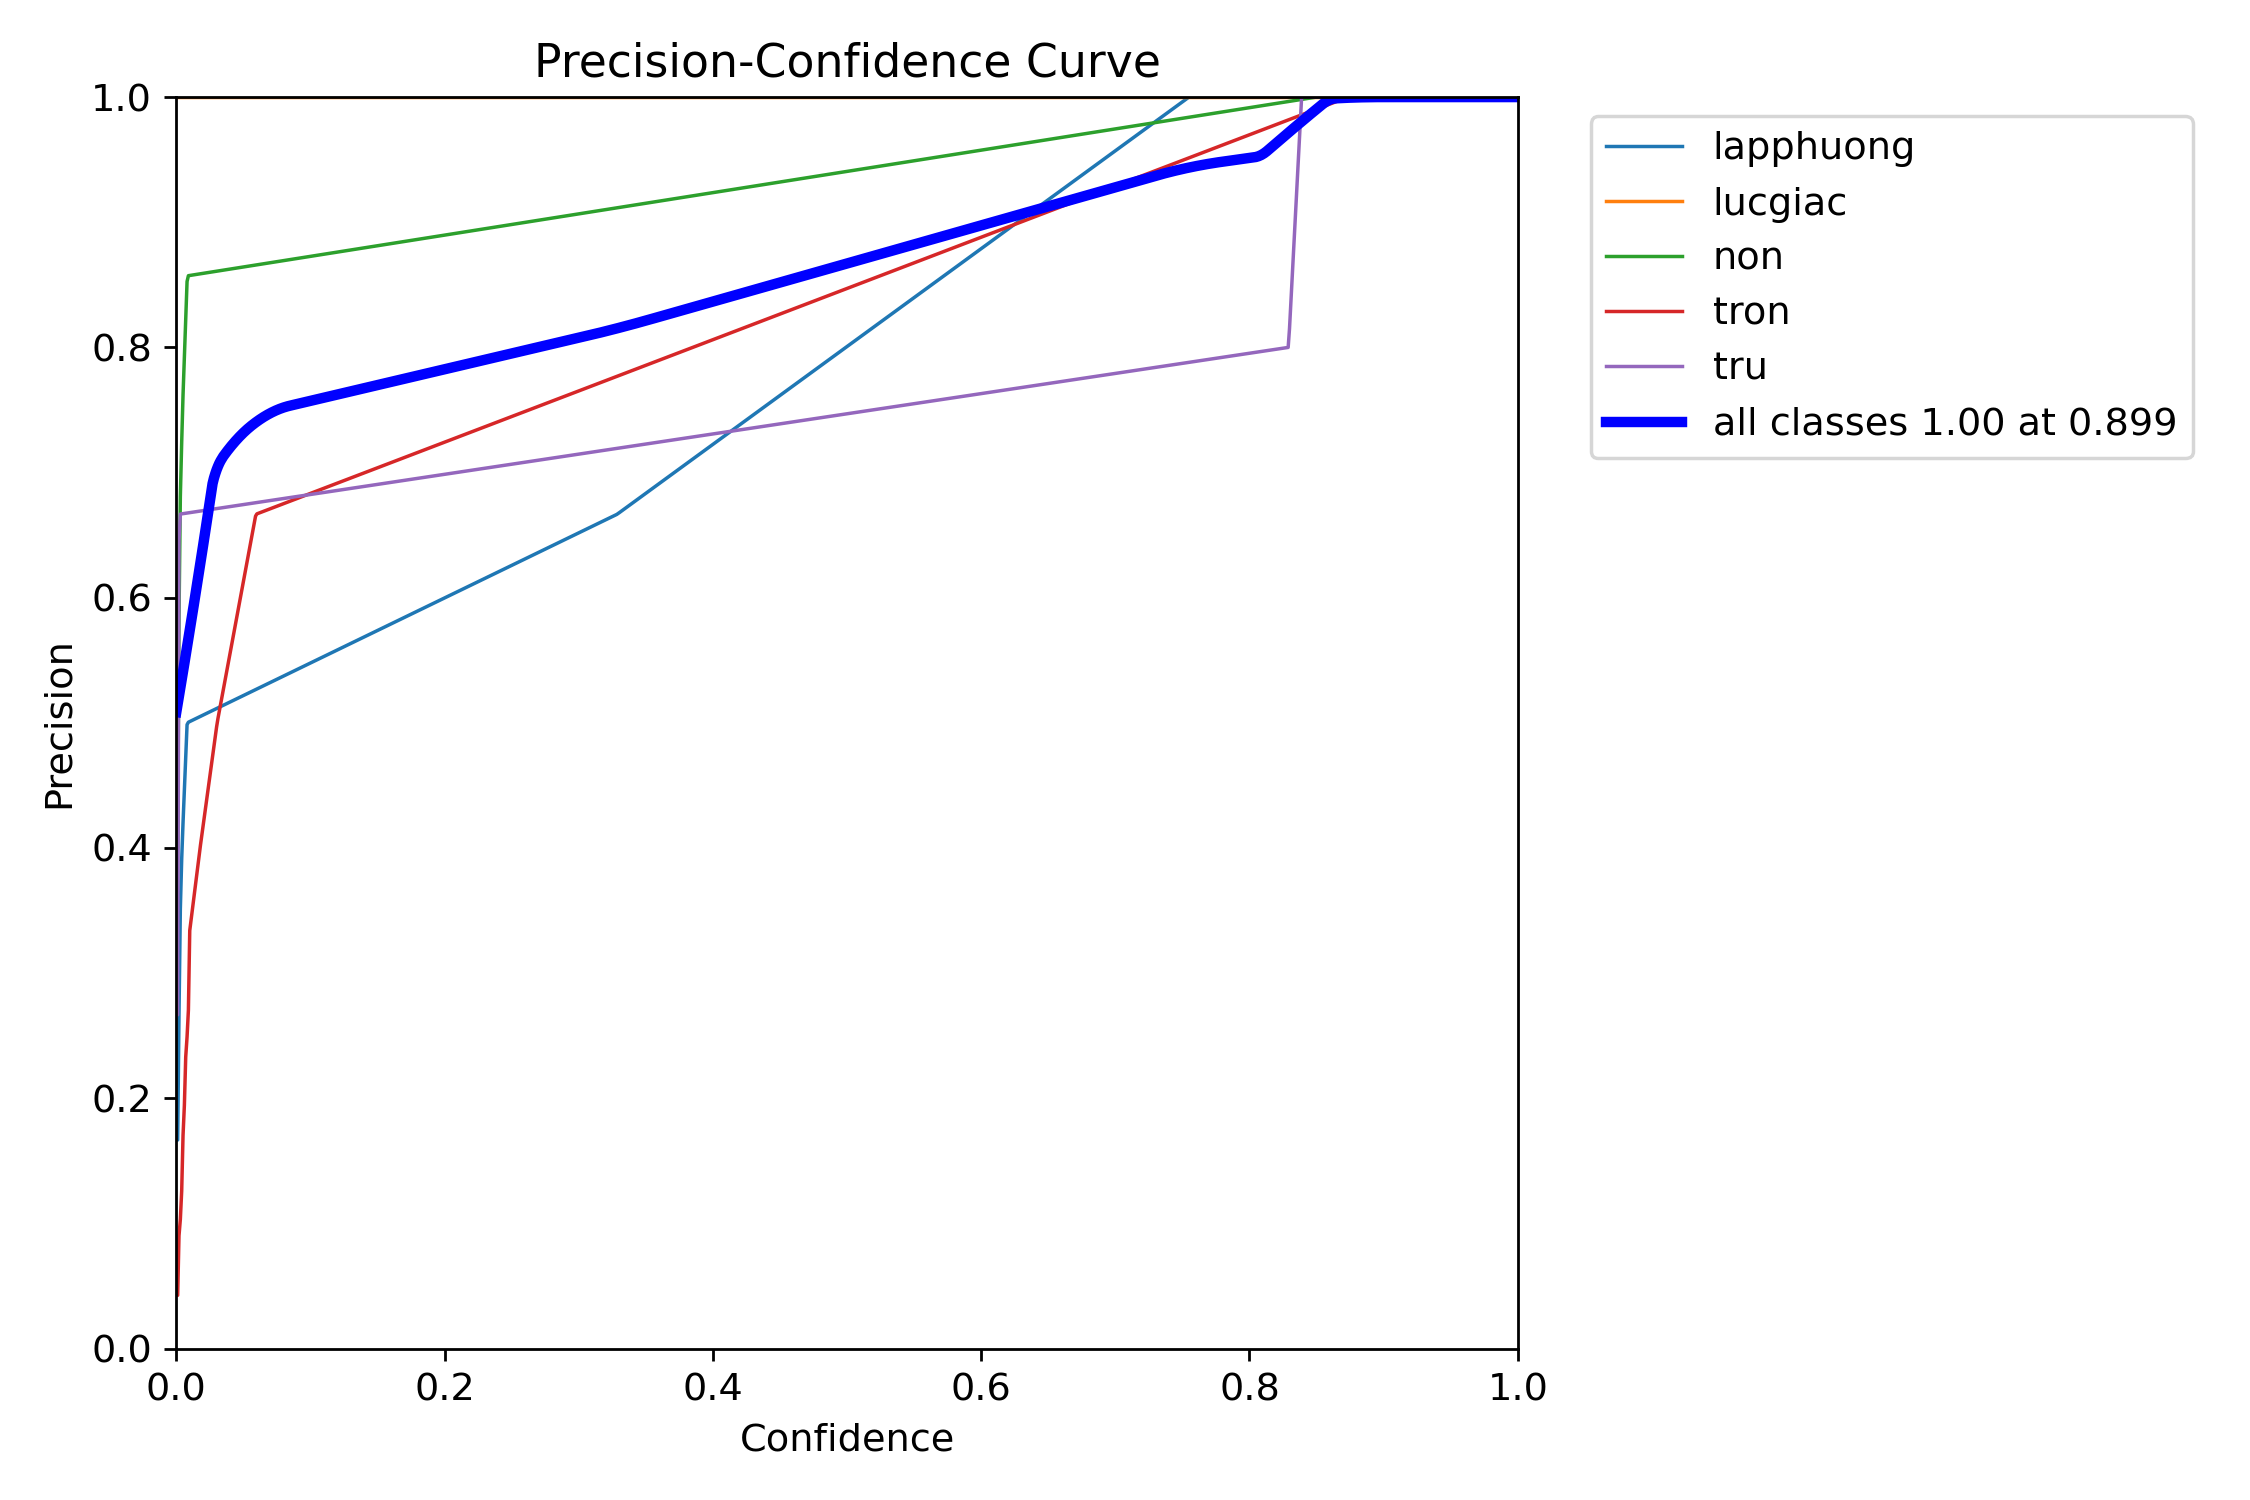 Precision-Confidence Curve
1.0
0.8
0.6
0.4
0.2
0.0
Precision
0.0 0.2 0.4 0.6 0.8 1.0
Confidence
lapphuong
lucgiac
non
tron
tru
all classes 1.00 at 0.899